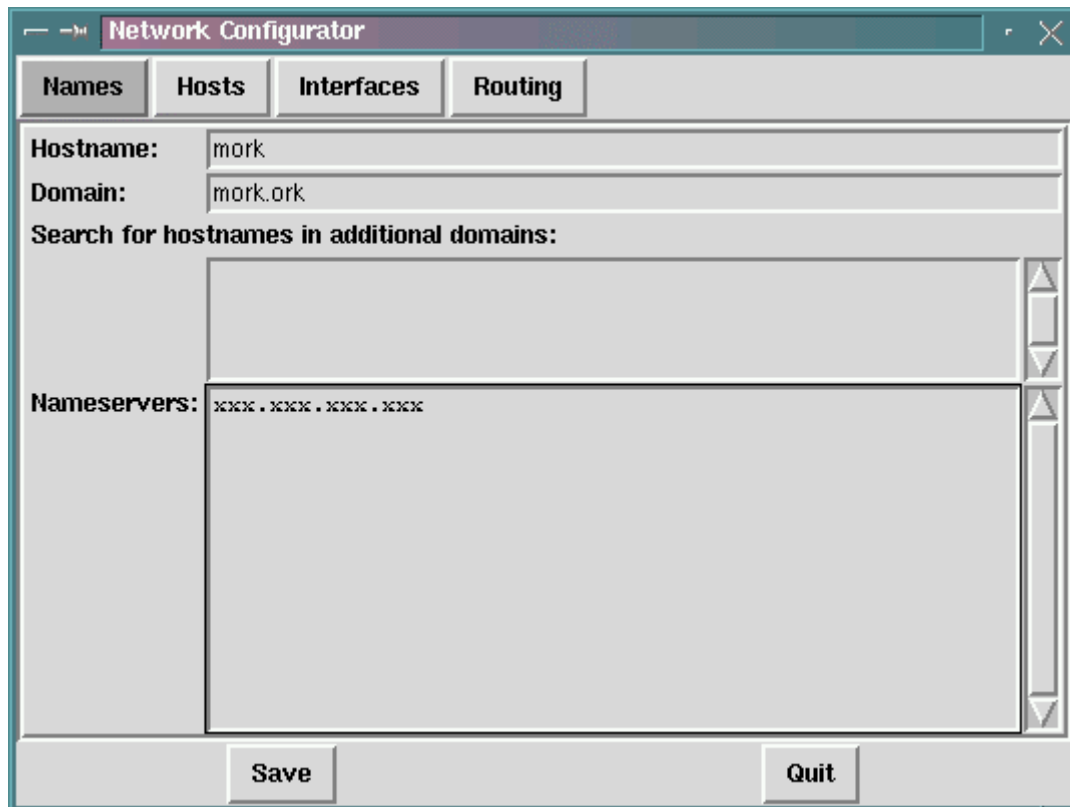 Network Configurator
Names Hosts Interfaces Routing
Hostname: mork
Domain: mork.ork
Search for hostnames in additional domains:
Nameservers: xxx.xxx.xxx.xxx
Save Quit